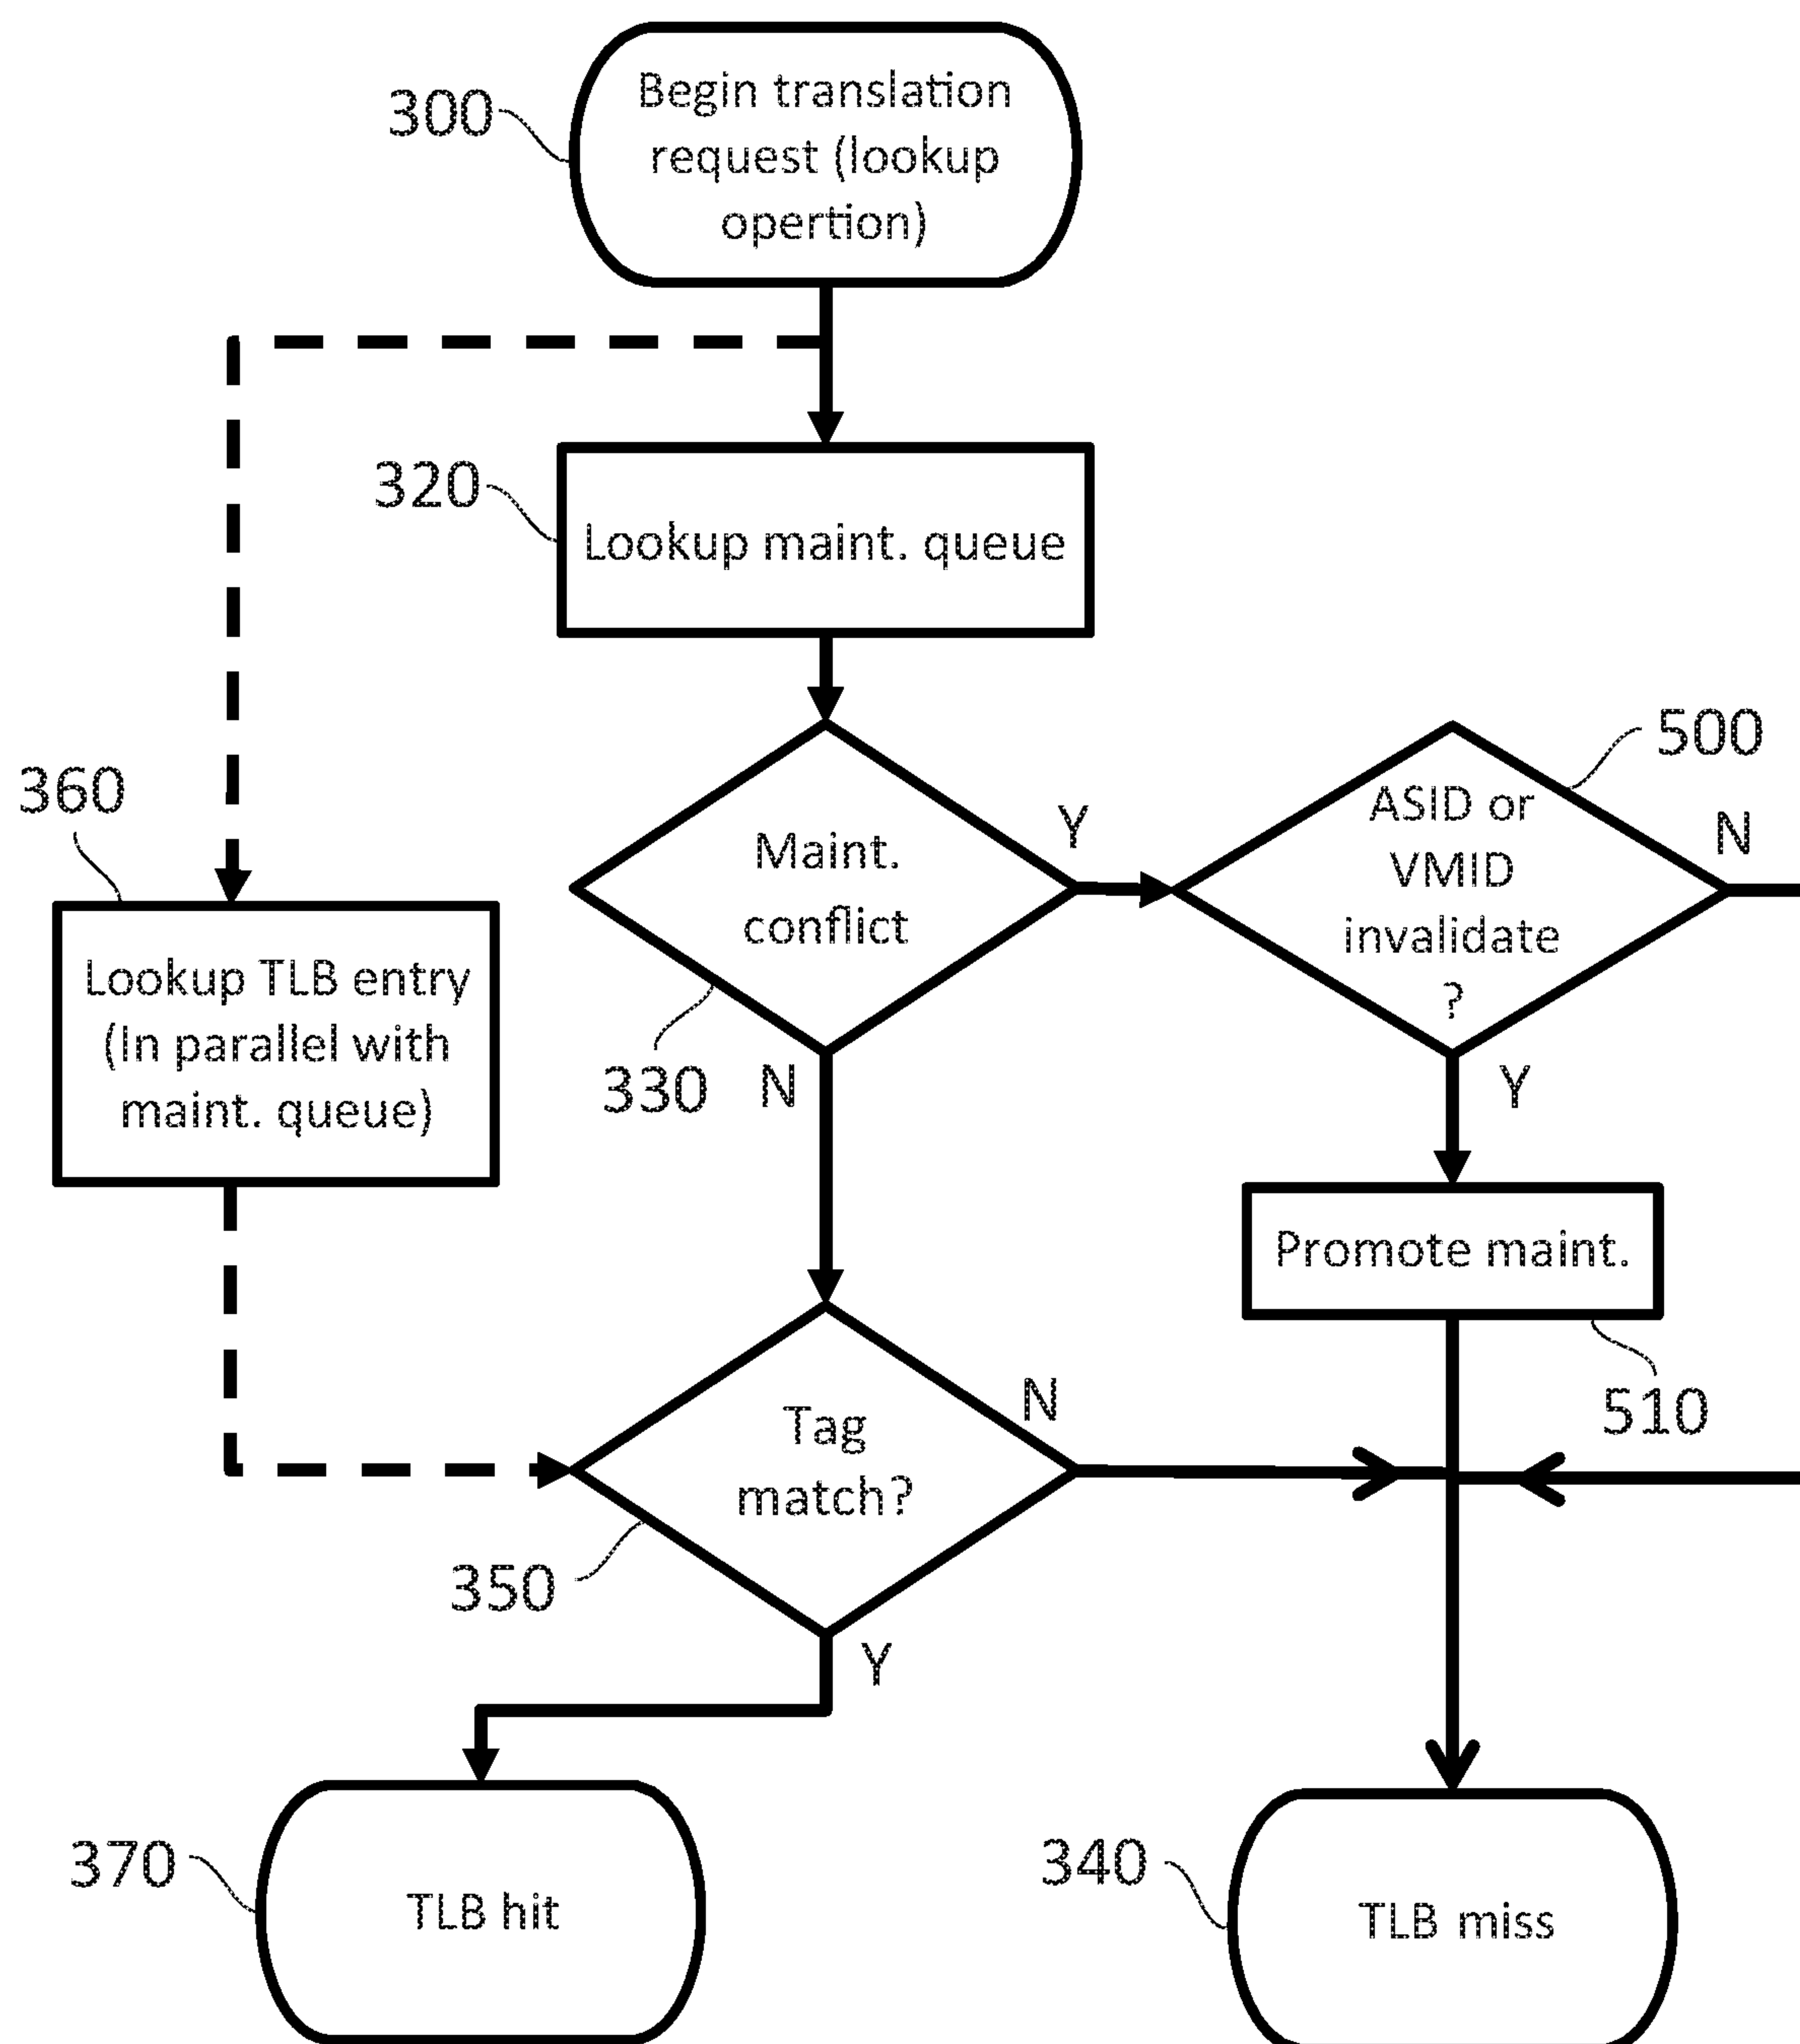 300
Begin translation
request (lookup
opertion)
320
Lookup maint. queue
360
Lookup TLB entry
(In parallel with
maint. queue)
Maint.
conflict
Y
330
N
500
ASID or
VMID
invalidate
?
N
Y
Promote maint.
510
Tag
match?
N
350
Y
370
TLB hit
340
TLB miss